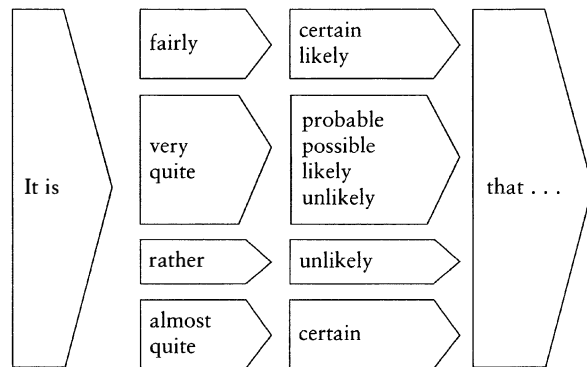 It is
fairly
certain
likely
very
quite
probable
possible
likely
unlikely
rather
unlikely
almost
quite
certain
that . . .